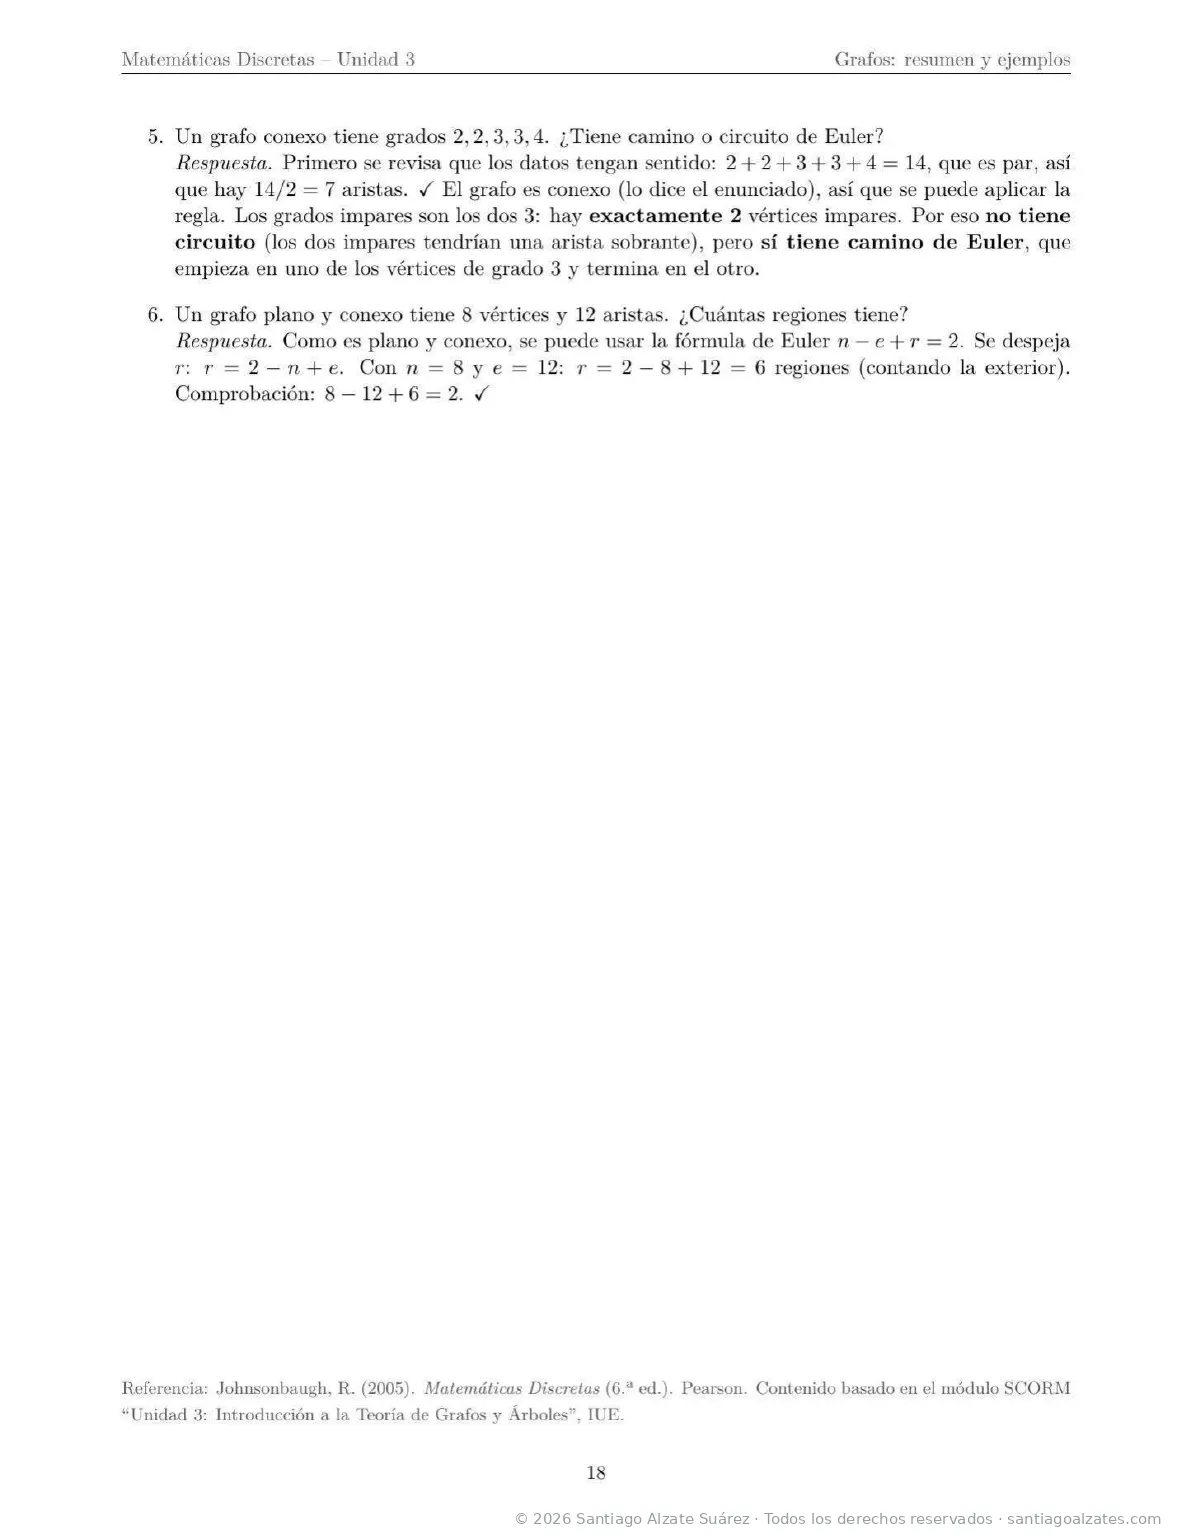 Matemáticas Discretas – Unidad 3 Grafos: resumen y ejemplos
5. Un grafo conexo tiene grados 2, 2, 3, 3, 4. ¿Tiene camino o circuito de Euler?
Respuesta. Primero se revisa que los datos tengan sentido: 2 + 2 + 3 + 3 + 4 = 14, que es par, así
que hay 14/2 = 7 aristas. ✓ El grafo es conexo (lo dice el enunciado), así que se puede aplicar la
regla. Los grados impares son los dos 3: hay exactamente 2 vértices impares. Por eso no tiene
circuito (los dos impares tendrían una arista sobrante), pero sí tiene camino de Euler, que
empieza en uno de los vértices de grado 3 y termina en el otro.
6. Un grafo plano y conexo tiene 8 vértices y 12 aristas. ¿Cuántas regiones tiene?
Respuesta. Como es plano y conexo, se puede usar la fórmula de Euler n − e + r = 2. Se despeja
r: r = 2 − n + e. Con n = 8 y e = 12: r = 2 − 8 + 12 = 6 regiones (contando la exterior).
Comprobación: 8 − 12 + 6 = 2. ✓
Referencia: Johnsonbaugh, R. (2005). Matemáticas Discretas (6.ª ed.). Pearson. Contenido basado en el módulo SCORM
“Unidad 3: Introducción a la Teoría de Grafos y Árboles”, IUE.
18
© 2026 Santiago Alzate Suárez · Todos los derechos reservados · santiagoalzates.com